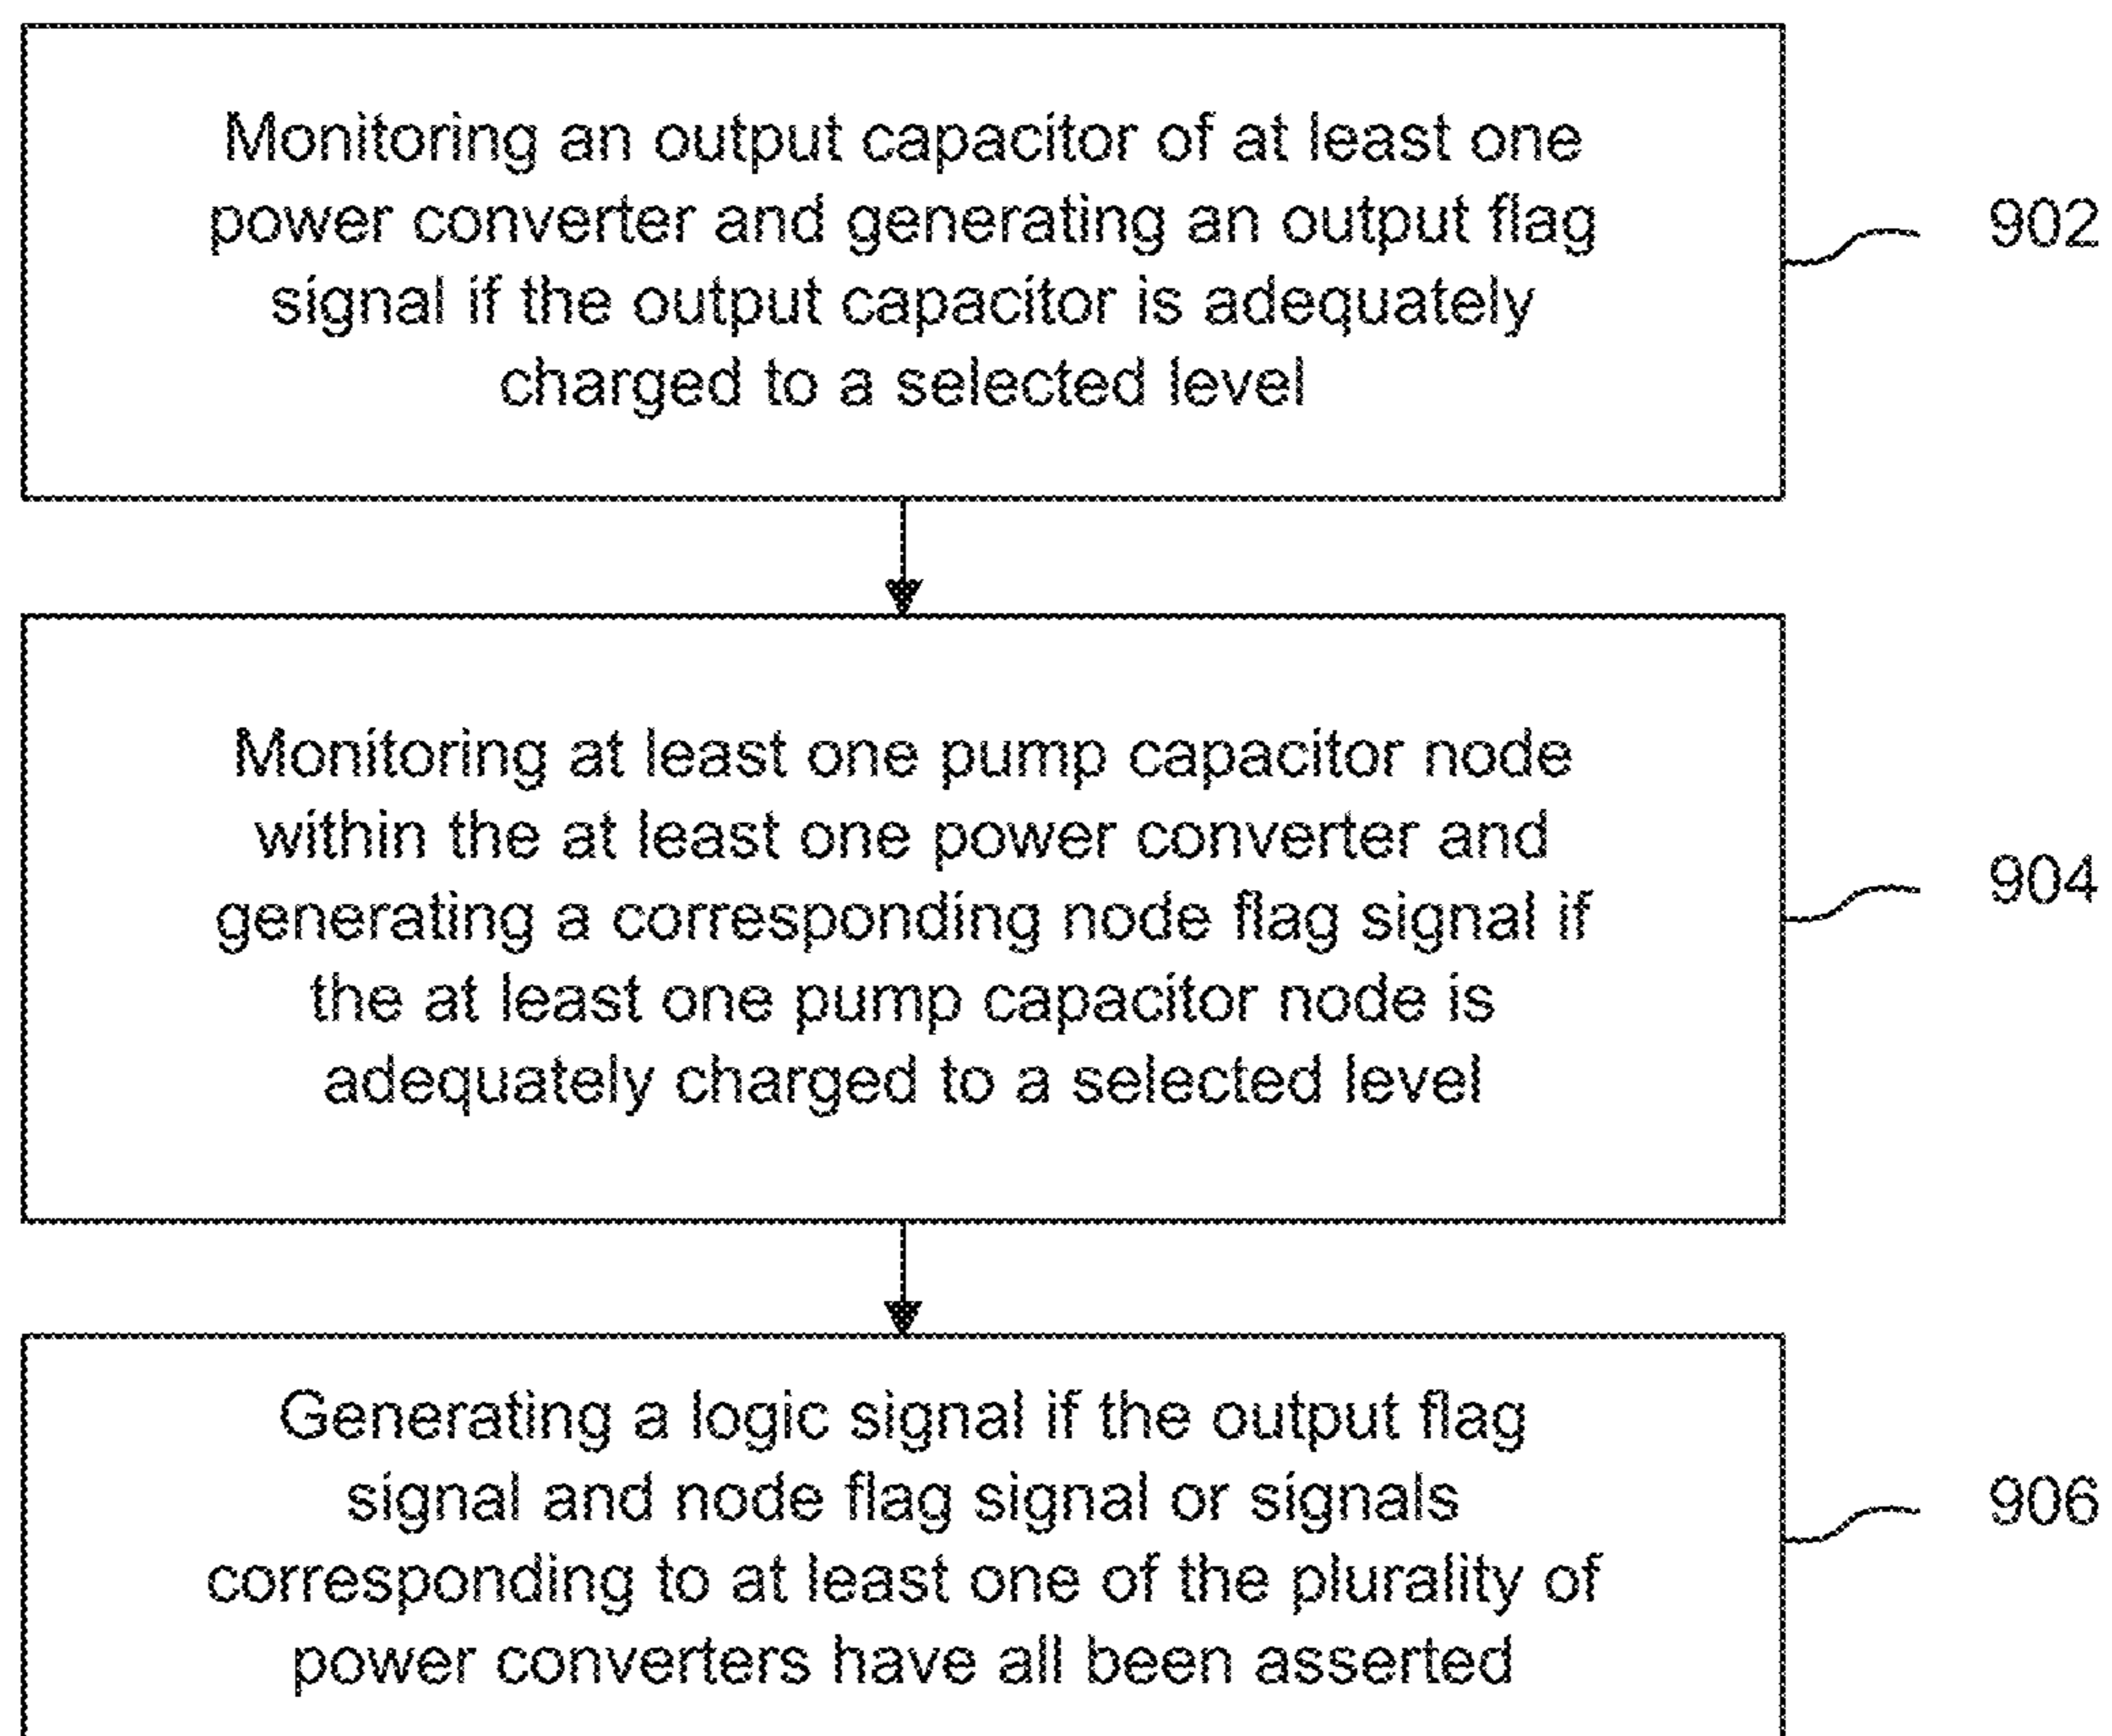 Monitoring an output capacitor of at least one
power converter and generating an output flag
signal if the output capacitor is adequately
charged to a selected level
902
Monitoring at least one pump capacitor node
within the at least one power converter and
generating a corresponding node flag signal if
the at least one pump capacitor node is
adequately charged to a selected level
904
Generating a logic signal if the output flag
signal and node flag signal or signals
corresponding to at least one of the plurality of
power converters have all been asserted
906